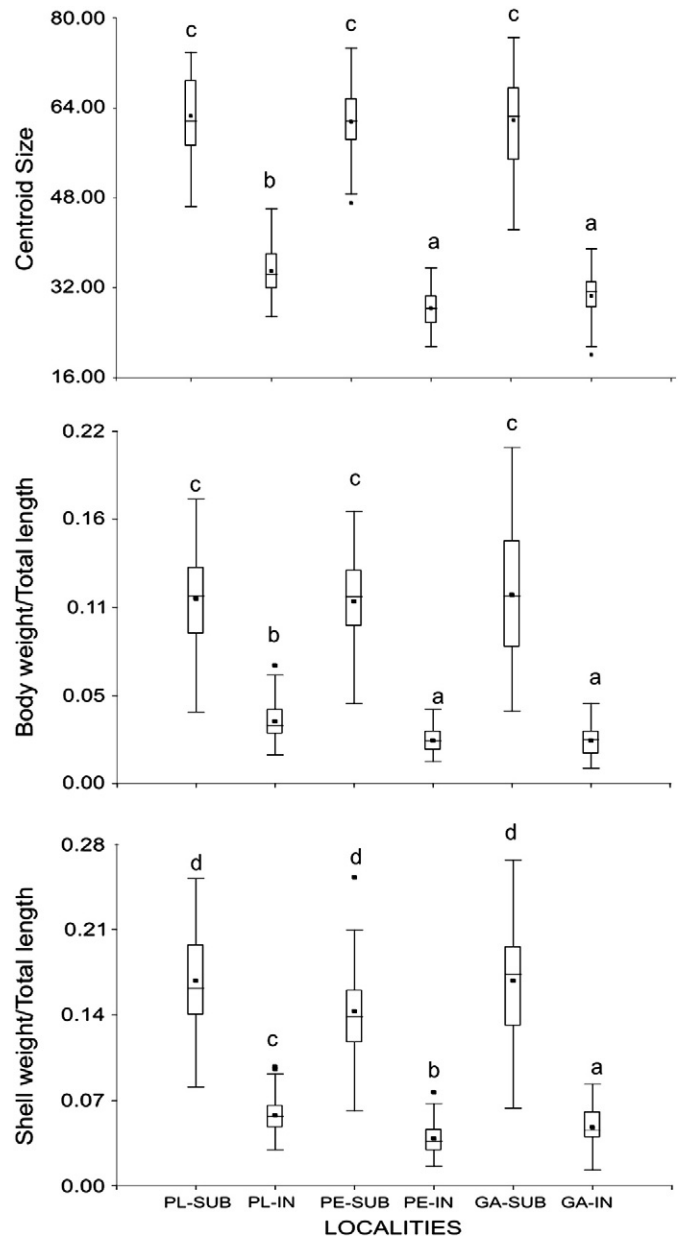 80.00
64.00
48.00
32.00
16.00
Centroid Size
c
b
c
a
c
a
0.22
0.16
0.11
0.05
0.00
Body weight/Total length
c
b
c
a
c
a
0.28
0.21
0.14
0.07
0.00
Shell weight/Total length
d
c
d
b
d
a
PL-SUB PL-IN PE-SUB PE-IN GA-SUB GA-IN
LOCALITIES